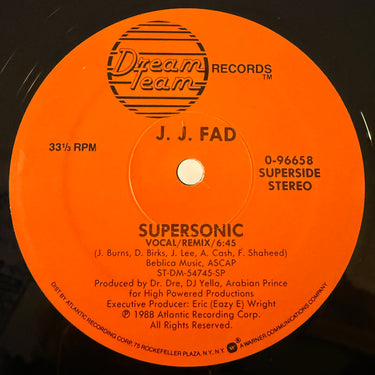 Dream
Team
RECORDS
TM
J. J. FAD
33⅓ RPM
0-96658
SUPERSIDE
STEREO
SUPERSONIC
VOCAL/REMIX/6:45
(J. Burns, D. Birks, J. Lee, A. Cash, F. Shaheed)
Beblica Music, ASCAP
ST-DM-54745-SP
Produced by Dr. Dre, DJ Yella, Arabian Prince
for High Powered Productions
Executive Producer: Eric (Eazy E) Wright
Ⓟ 1988 Atlantic Recording Corp.
All Rights Reserved.
DIST BY ATLANTIC RECORDING CORP., 75 ROCKEFELLER PLAZA, N.Y., N.Y. W A WARNER COMMUNICATIONS COMPANY